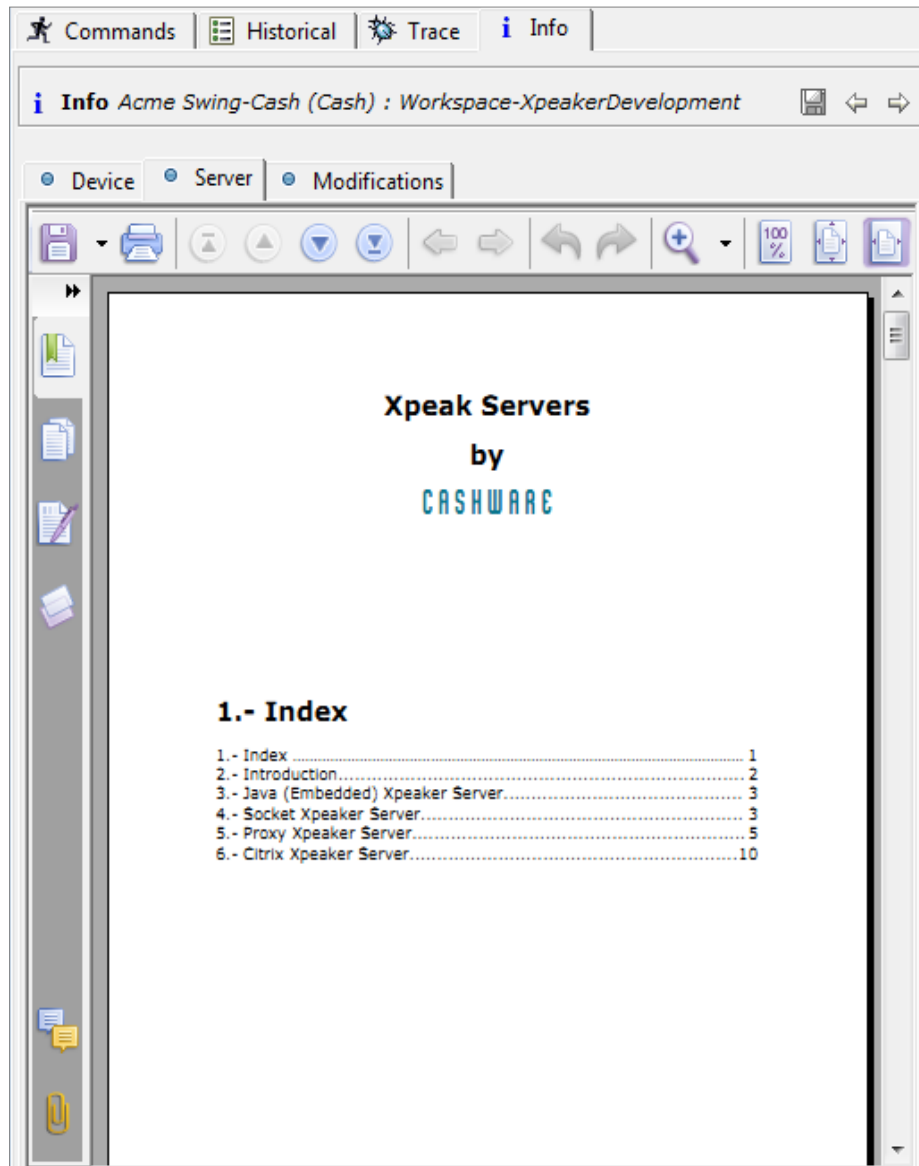 Commands Historical Trace i Info
i Info Acme Swing-Cash (Cash) : Workspace-XpeakerDevelopment
Device Server Modifications
100 %
Xpeak Servers
by
CASHWARE
1.- Index
1.- Index ........................................................................ 1
2.- Introduction........................................................................ 2
3.- Java (Embedded) Xpeaker Server............................................ 3
4.- Socket Xpeaker Server........................................................ 3
5.- Proxy Xpeaker Server.......................................................... 5
6.- Citrix Xpeaker Server..........................................................10